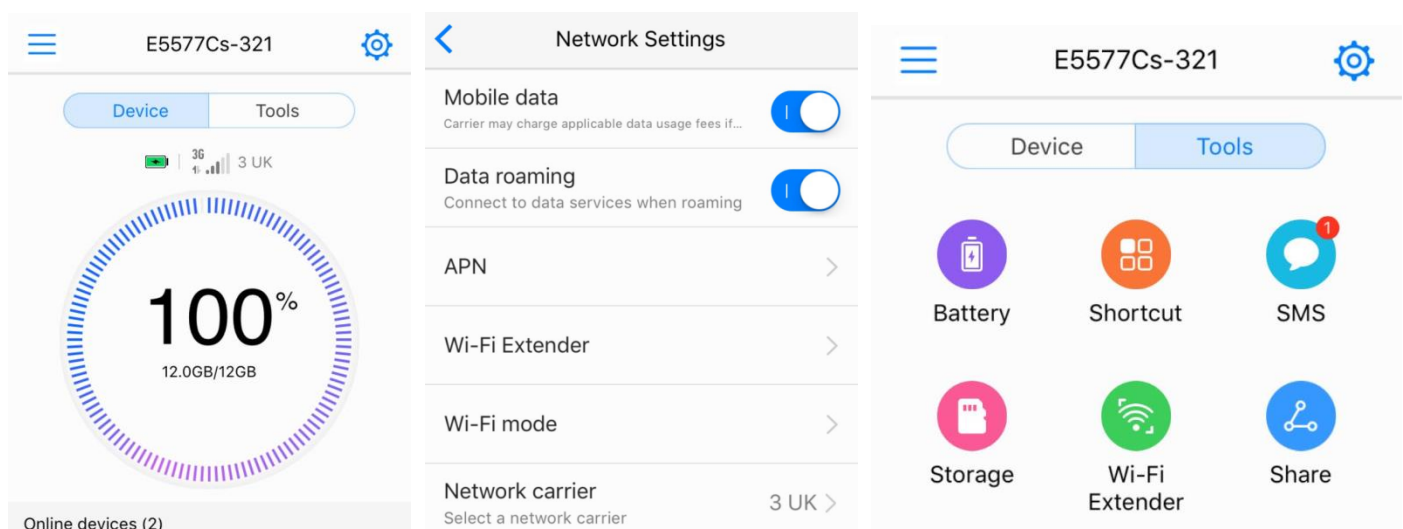 E5577Cs-321
Device Tools
3G
3 UK
100%
12.0GB/12GB
Online devices (2)
Network Settings
Mobile data
Carrier may charge applicable data usage fees if...
Data roaming
Connect to data services when roaming
APN
Wi-Fi Extender
Wi-Fi mode
Network carrier
Select a network carrier
3 UK
E5577Cs-321
Device Tools
1
Battery Shortcut SMS
Storage Wi-Fi Extender Share